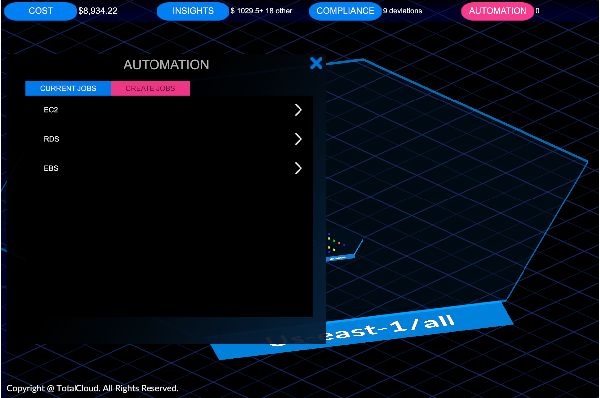 COST $8,934.22 INSIGHTS $ 1029.5+ 18 other COMPLIANCE 9 deviations AUTOMATION 0
AUTOMATION
CURRENT JOBS CREATE JOBS
EC2
RDS
EBS
east-1/all
Copyright @ TotalCloud. All Rights Reserved.